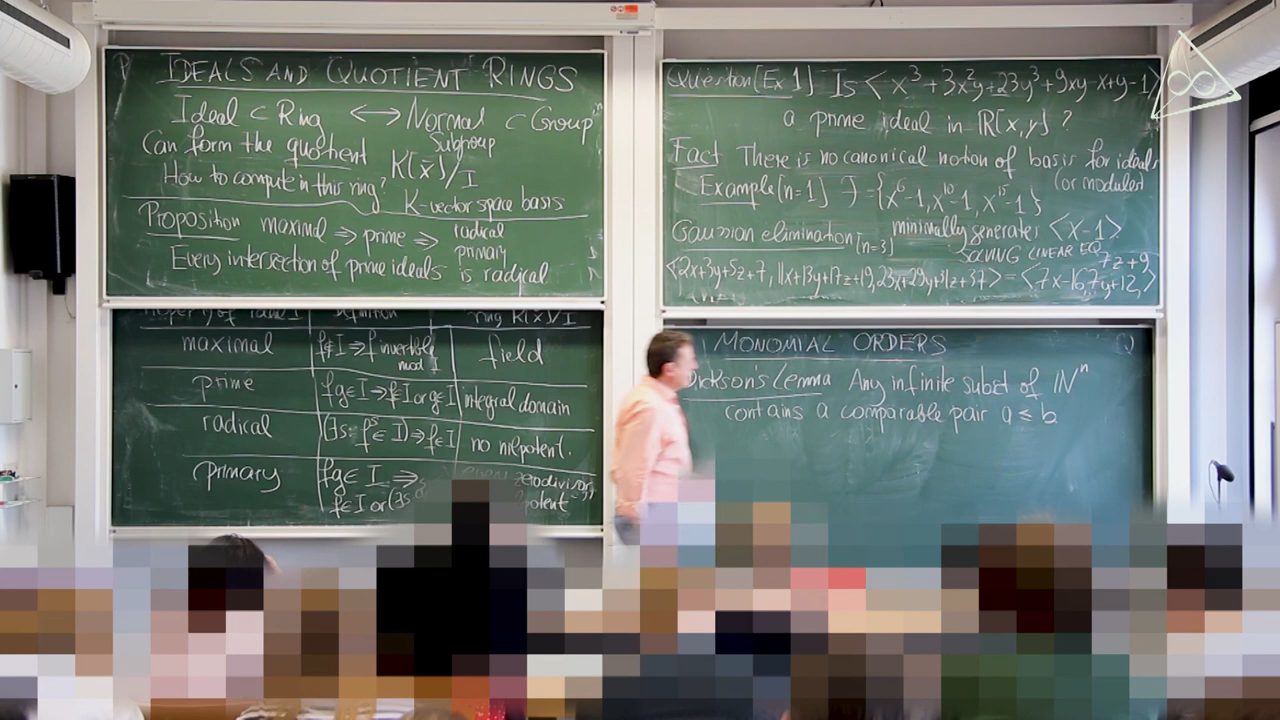 IDEALS AND QUOTIENT RINGS
Ideal ⊂ Ring ⟷ Normal Subgroup ⊂ Group
Can form the quotient K[x̄]/I
How to compute in this ring?
K-vector space basis
Proposition maximal ⇒ prime ⇒ radical primary
Every intersection of prime ideals is radical
ring K[x]/I
maximal f∉I ⇒ f invertible mod I field
prime fg∈I ⇒ f∈I or g∈I integral domain
radical (∃s: fˢ∈I) ⇒ f∈I no nilpotent.
primary fg∈I ⇒ every zerodivisor
f∈I or (∃s
Question [Ex 1] Is <x³+3x²y+23y³+9xy-x+y-1>
a prime ideal in ℝ[x,y] ?
Fact There is no canonical notion of basis for ideals
(or modules)
Example [n=1] F = {x⁶-1, x¹⁰-1, x¹⁵-1}
minimally generates <x-1>
Gaussian elimination [n=3] SOLVING LINEAR EQ.
<2x+3y+5z+7, 11x+13y+17z+19, 23x+29y+31z+37> = <7x-16, 7y+12, 7z+9>
MONOMIAL ORDERS
Dickson's Lemma Any infinite subset of ℕⁿ
contains a comparable pair a ≤ b